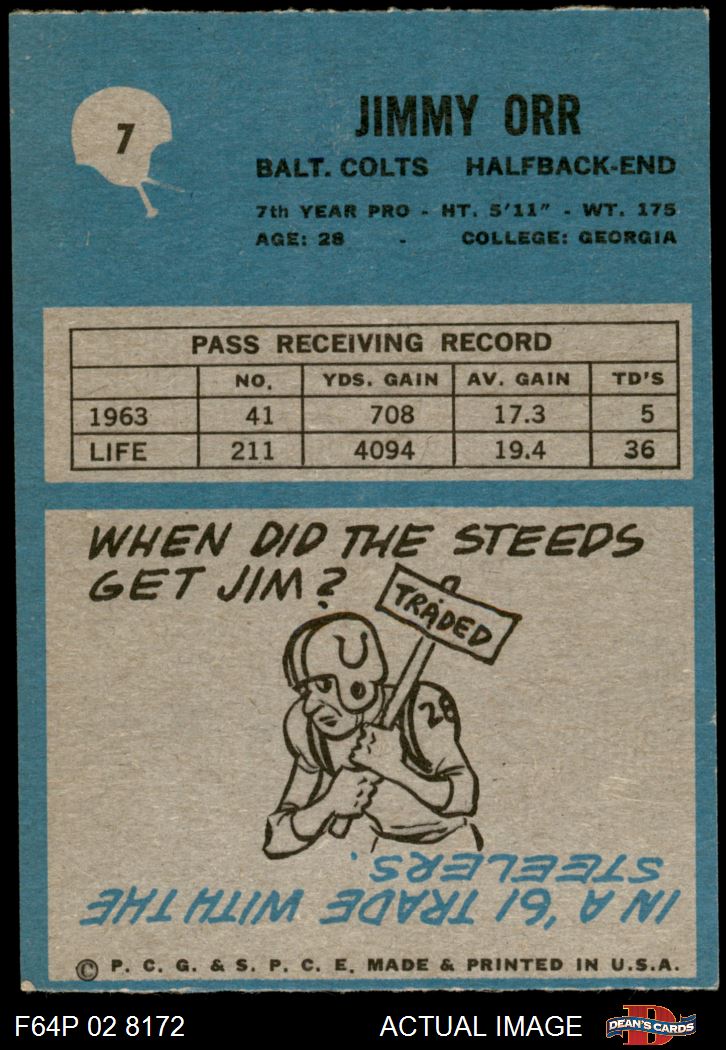 7
JIMMY ORR
BALT. COLTS HALFBACK-END
7th YEAR PRO - HT. 5'11" - WT. 175
AGE: 28 - COLLEGE: GEORGIA
PASS RECEIVING RECORD
NO. YDS. GAIN AV. GAIN TD'S
1963 41 708 17.3 5
LIFE 211 4094 19.4 36
WHEN DID THE STEEDS
GET JIM?
TRADED
28
IN A '61 TRADE WITH THE
STEELERS.
© P. C. G. & S. P. C. E. MADE & PRINTED IN U.S.A.
F64P 02 8172 ACTUAL IMAGE
D
DEAN'S CARDS